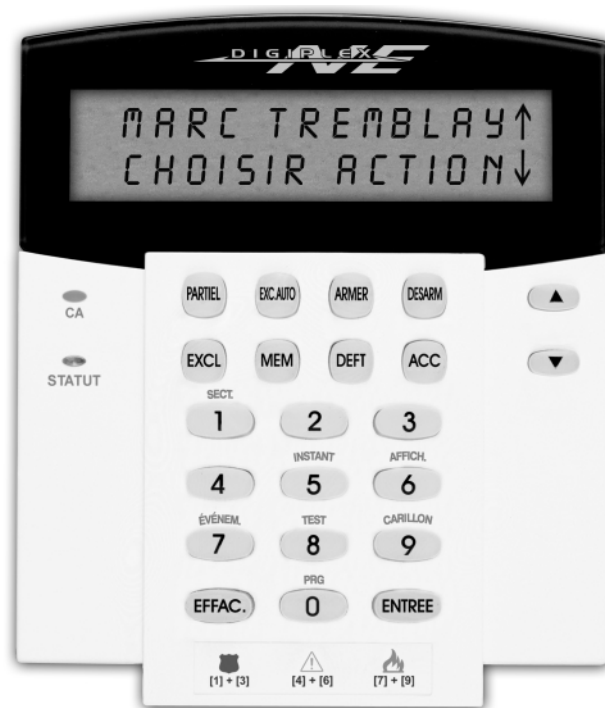 DIGIPLEX
NE
MARC TREMBLAY↑
CHOISIR ACTION↓
PARTIEL EXC.AUTO ARMER DESARM
CA
EXCL MEM DEFT ACC
STATUT
SECT.
1 2 3
INSTANT AFFICH.
4 5 6
ÉVÉNEM. TEST CARILLON
7 8 9
PRG
EFFAC. 0 ENTREE
[1] + [3] [4] + [6] [7] + [9]